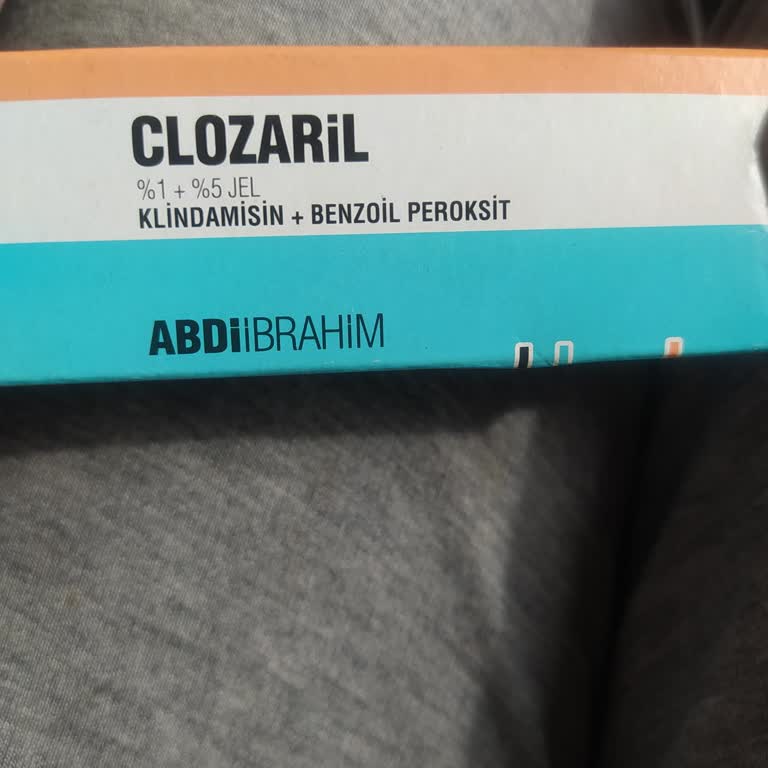 CLOZARiL
%1 + %5 JEL
KLİNDAMİSİN + BENZOİL PEROKSİT
ABDİİBRAHİM